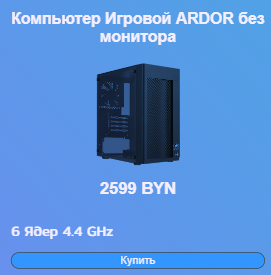 Компьютер Игровой ARDOR без
монитора
2599 BYN
6 Ядер 4.4 GHz
Купить